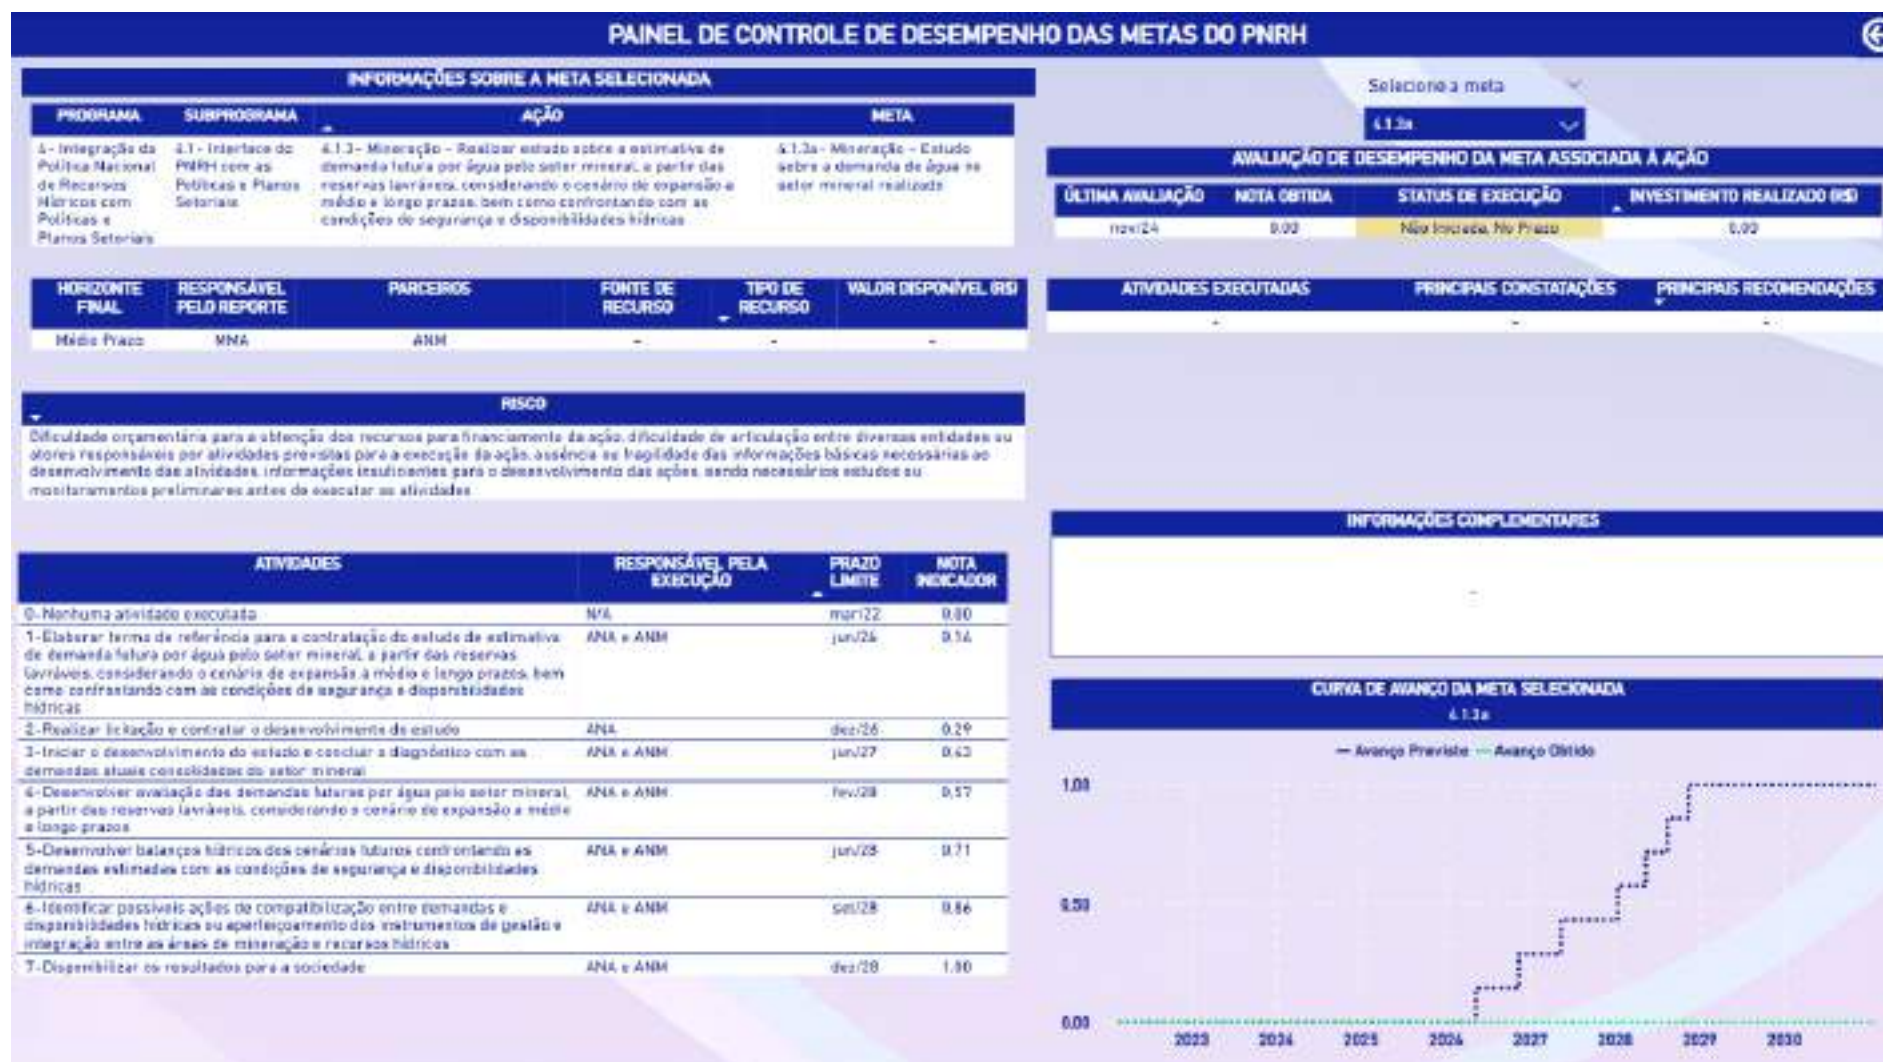 PAINEL DE CONTROLE DE DESEMPENHO DAS METAS DO PNRH
INFORMAÇÕES SOBRE A META SELECIONADA
PROGRAMA SUBPROGRAMA AÇÃO META
4- Integração da Política Nacional de Recursos Hídricos com Políticas e Planos Setoriais
4.1- Interface do PNRH com as Políticas e Planos Setoriais
4.1.3- Mineração – Realizar estudo sobre a estimativa de
demanda futura por água pelo setor mineral, a partir das
reservas lavráveis, considerando o cenário de expansão a
médio e longo prazos, bem como confrontando com as
condições de segurança e disponibilidades hídricas
4.1.3a- Mineração – Estudo
sobre a demanda de água no
setor mineral realizado
Selecione a meta
4.1.3a
AVALIAÇÃO DE DESEMPENHO DA META ASSOCIADA À AÇÃO
ÚLTIMA AVALIAÇÃO NOTA OBTIDA STATUS DE EXECUÇÃO INVESTIMENTO REALIZADO (R$)
nov/24 0.00 Não Iniciada, No Prazo 0.00
HORIZONTE FINAL RESPONSÁVEL PELO REPORTE PARCEIROS FONTE DE RECURSO TIPO DE RECURSO VALOR DISPONÍVEL (R$)
Médio Prazo MMA ANM - - -
ATIVIDADES EXECUTADAS PRINCIPAIS CONSTATAÇÕES PRINCIPAIS RECOMENDAÇÕES
- - -
RISCO
Dificuldade orçamentária para a obtenção dos recursos para financiamento da ação, dificuldade de articulação entre diversas entidades ou
atores responsáveis por atividades previstas para a execução da ação, ausência ou fragilidade das informações básicas necessárias ao
desenvolvimento das atividades, informações insuficientes para o desenvolvimento das ações, sendo necessários estudos ou
monitoramentos preliminares antes de executar as atividades
INFORMAÇÕES COMPLEMENTARES
-
ATIVIDADES RESPONSÁVEL PELA EXECUÇÃO PRAZO LIMITE NOTA INDICADOR
0- Nenhuma atividade executada N/A mar/22 0.00
1-Elaborar termo de referência para a contratação do estudo de estimativa ANA e ANM jun/26 0.14
de demanda futura por água pelo setor mineral, a partir das reservas
lavráveis, considerando o cenário de expansão a médio e longo prazos, bem
como confrontando com as condições de segurança e disponibilidades
hídricas
2-Realizar licitação e contratar o desenvolvimento do estudo ANA dez/26 0.29
3-Iniciar o desenvolvimento do estudo e concluir o diagnóstico com as ANA e ANM jun/27 0.43
demandas atuais consolidadas do setor mineral
4-Desenvolver avaliação das demandas futuras por água pelo setor mineral, ANA e ANM fev/28 0.57
a partir das reservas lavráveis, considerando o cenário de expansão a médio
e longo prazos
5-Desenvolver balanços hídricos dos cenários futuros confrontando as ANA e ANM jun/28 0.71
demandas estimadas com as condições de segurança e disponibilidades
hídricas
6-Identificar possíveis ações de compatibilização entre demandas e ANA e ANM set/28 0.86
disponibilidades hídricas ou aperfeiçoamento dos instrumentos de gestão e
integração entre as áreas de mineração e recursos hídricos
7-Disponibilizar os resultados para a sociedade ANA e ANM dez/28 1.00
CURVA DE AVANÇO DA META SELECIONADA
4.1.3a
Avanço Previsto Avanço Obtido
1.00
0.50
0.00
2023 2024 2025 2026 2027 2028 2029 2030